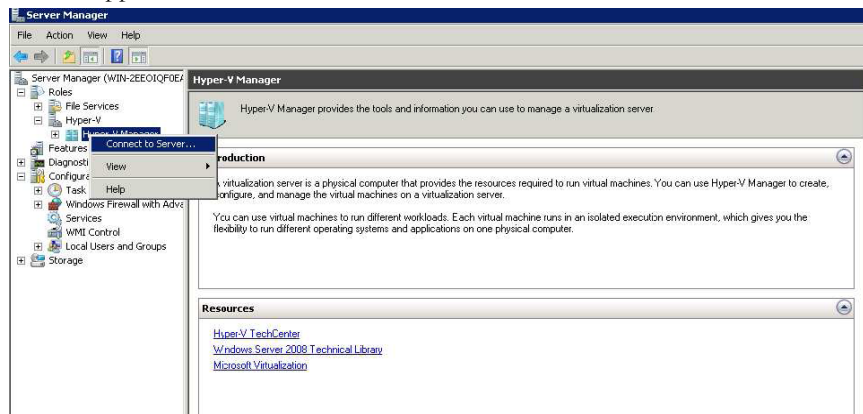 Server Manager
File Action View Help
Server Manager (WIN-2EEOIQF0E
Roles
File Services
Hyper-V
Hyper-V Manager
Features
Diagnosti
Configura
Task
Windows Firewall with Adva
Services
WMI Control
Local Users and Groups
Storage
Connect to Server...
View
Help
Hyper-V Manager
Hyper-V Manager provides the tools and information you can use to manage a virtualization server
roduction
virtualization server is a physical computer that provides the resources required to run virtual machines. You can use Hyper-V Manager to create,
configure, and manage the virtual machines on a virtualization server.
You can use virtual machines to run different workloads. Each virtual machine runs in an isolated execution environment, which gives you the
flexibility to run different operating systems and applications on one physical computer.
Resources
Hyper-V TechCenter
Windows Server 2008 Technical Library
Microsoft Virtualization